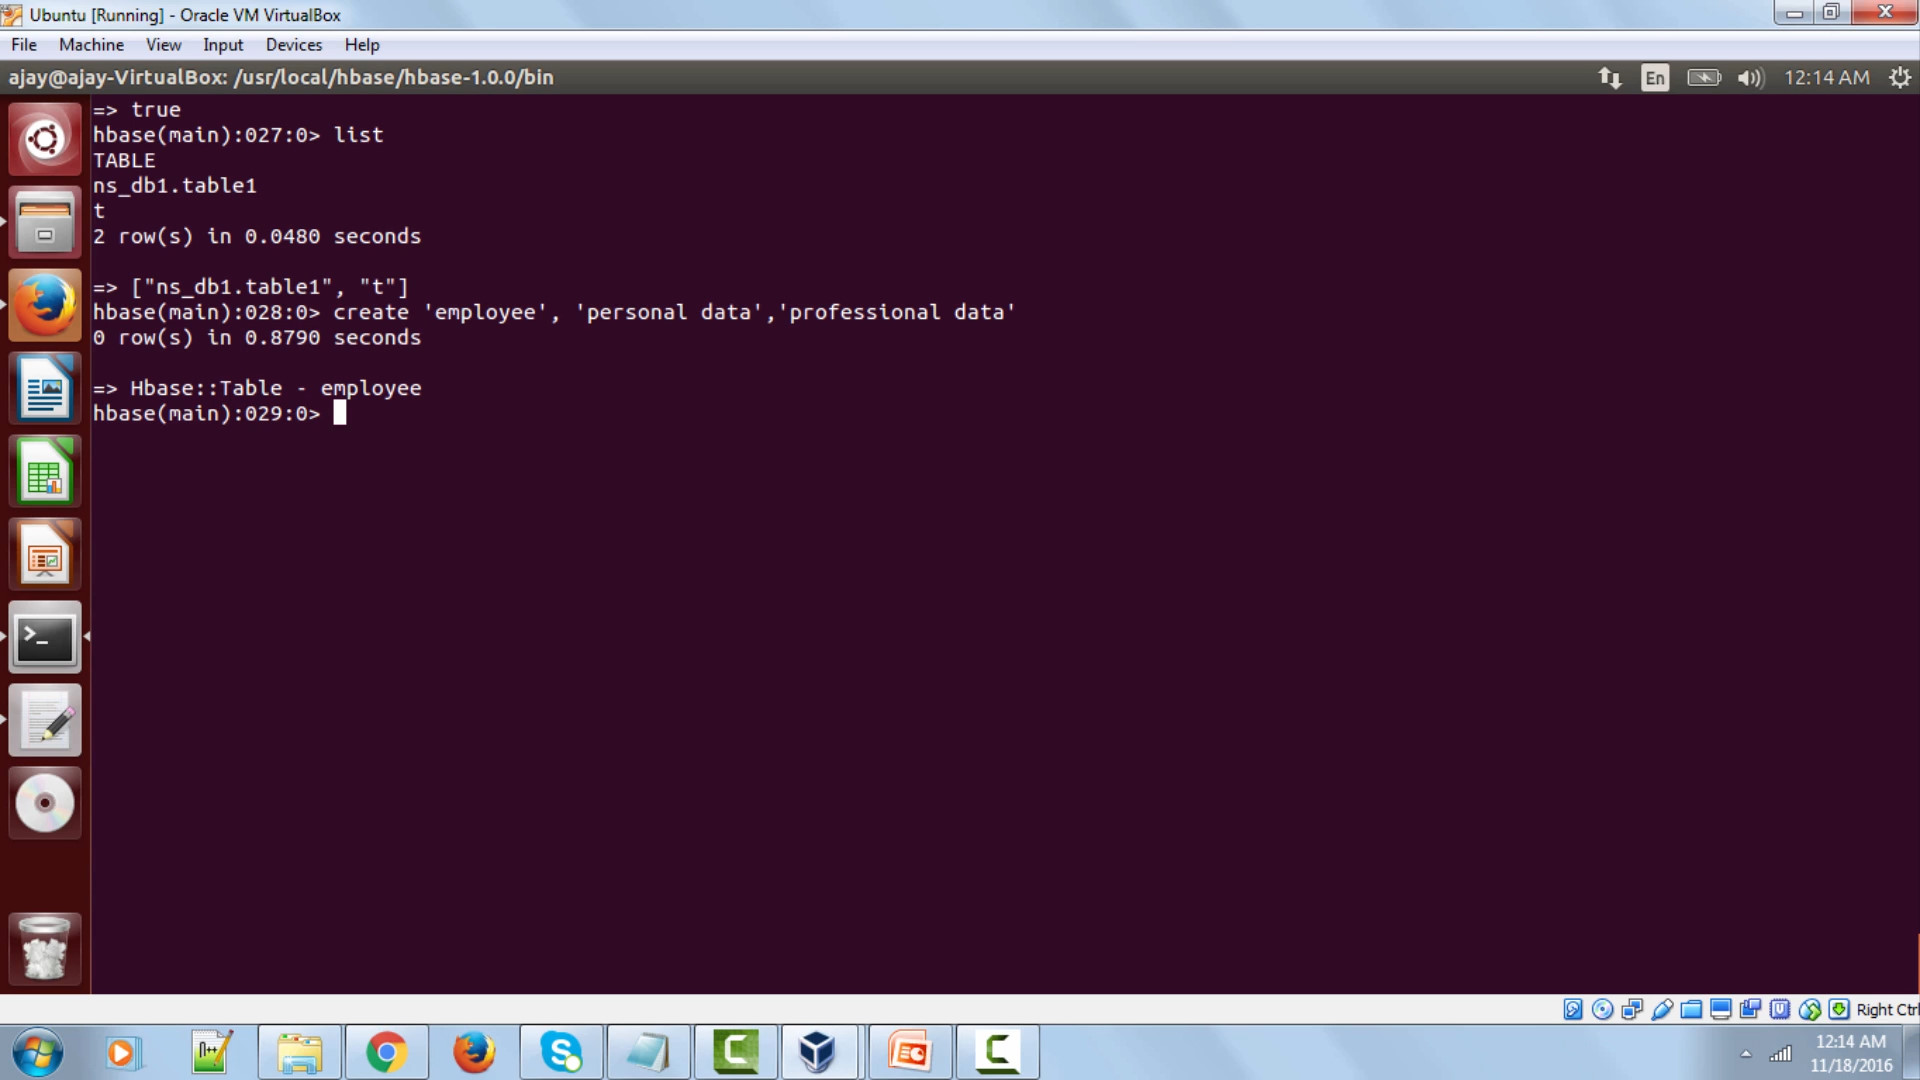 Ubuntu [Running] - Oracle VM VirtualBox
File Machine View Input Devices Help
ajay@ajay-VirtualBox: /usr/local/hbase/hbase-1.0.0/bin
En
12:14 AM
=> true
hbase(main):027:0> list
TABLE
ns_db1.table1
t
2 row(s) in 0.0480 seconds
=> ["ns_db1.table1", "t"]
hbase(main):028:0> create 'employee', 'personal data','professional data'
0 row(s) in 0.8790 seconds
=> Hbase::Table - employee
hbase(main):029:0>
Right Ctrl
12:14 AM
11/18/2016